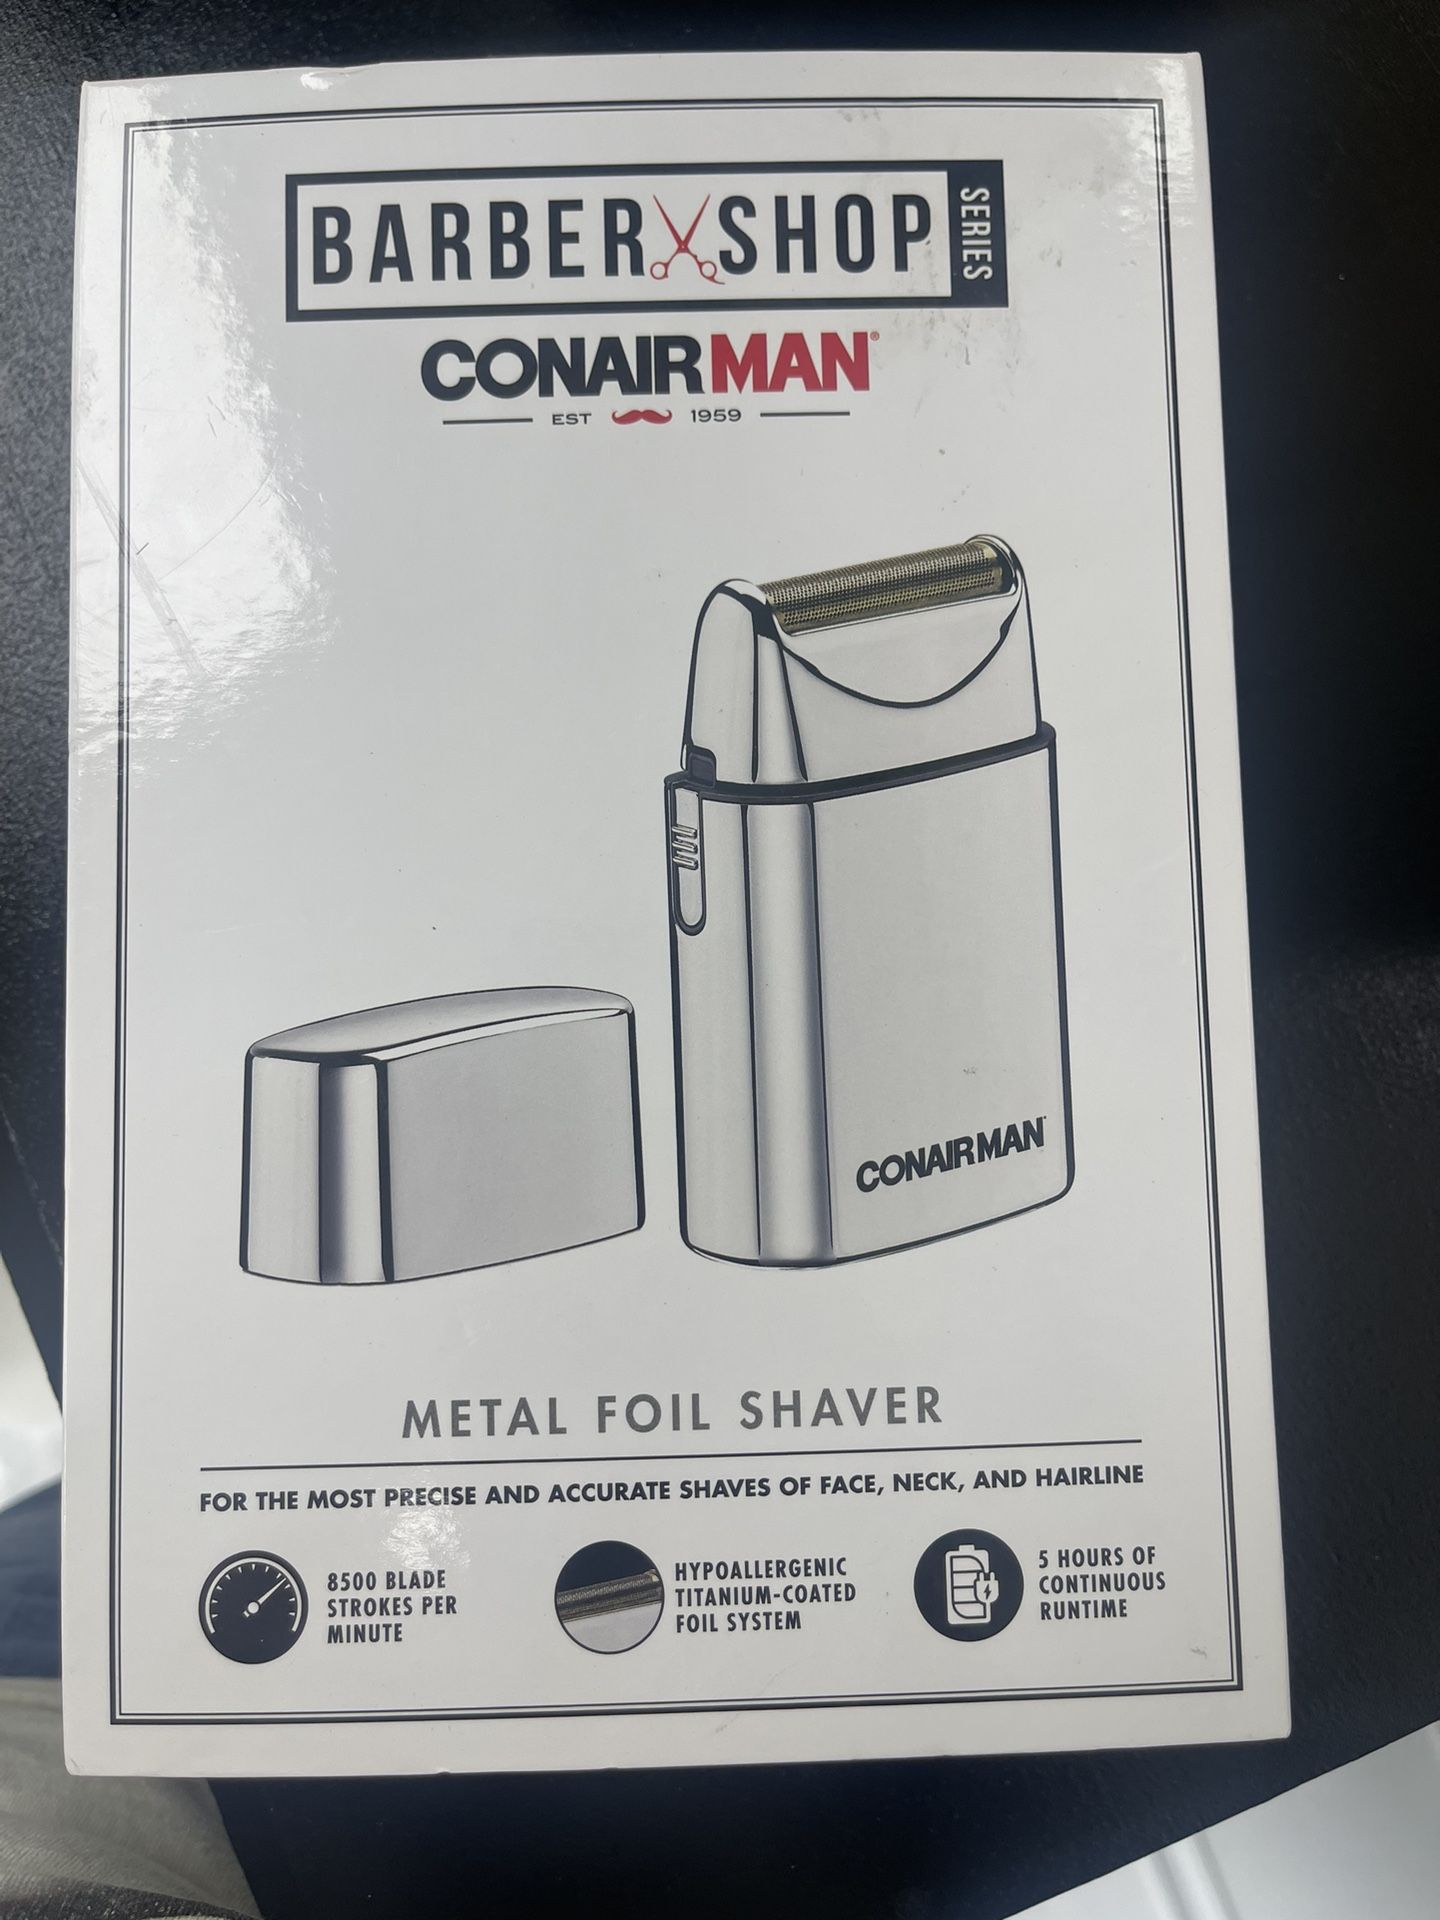 BARBER SHOP SERIES
CONAIRMAN®
EST 1959
CONAIRMAN
METAL FOIL SHAVER
FOR THE MOST PRECISE AND ACCURATE SHAVES OF FACE, NECK, AND HAIRLINE
8500 BLADE
STROKES PER
MINUTE
HYPOALLERGENIC
TITANIUM-COATED
FOIL SYSTEM
5 HOURS OF
CONTINUOUS
RUNTIME